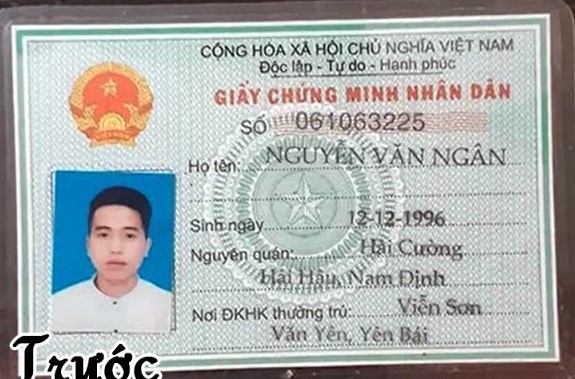 CỘNG HÒA XÃ HỘI CHỦ NGHĨA VIỆT NAM
Độc lập - Tự do - Hạnh phúc
GIẤY CHỨNG MINH NHÂN DÂN
SỐ 061063225
Họ tên: NGUYỄN VĂN NGÂN
Sinh ngày 12-12-1996
Nguyên quán: Hải Cường
Hải Hậu, Nam Định
Nơi ĐKHK thường trú: Viễn Sơn
Văn Yên, Yên Bái
Trước